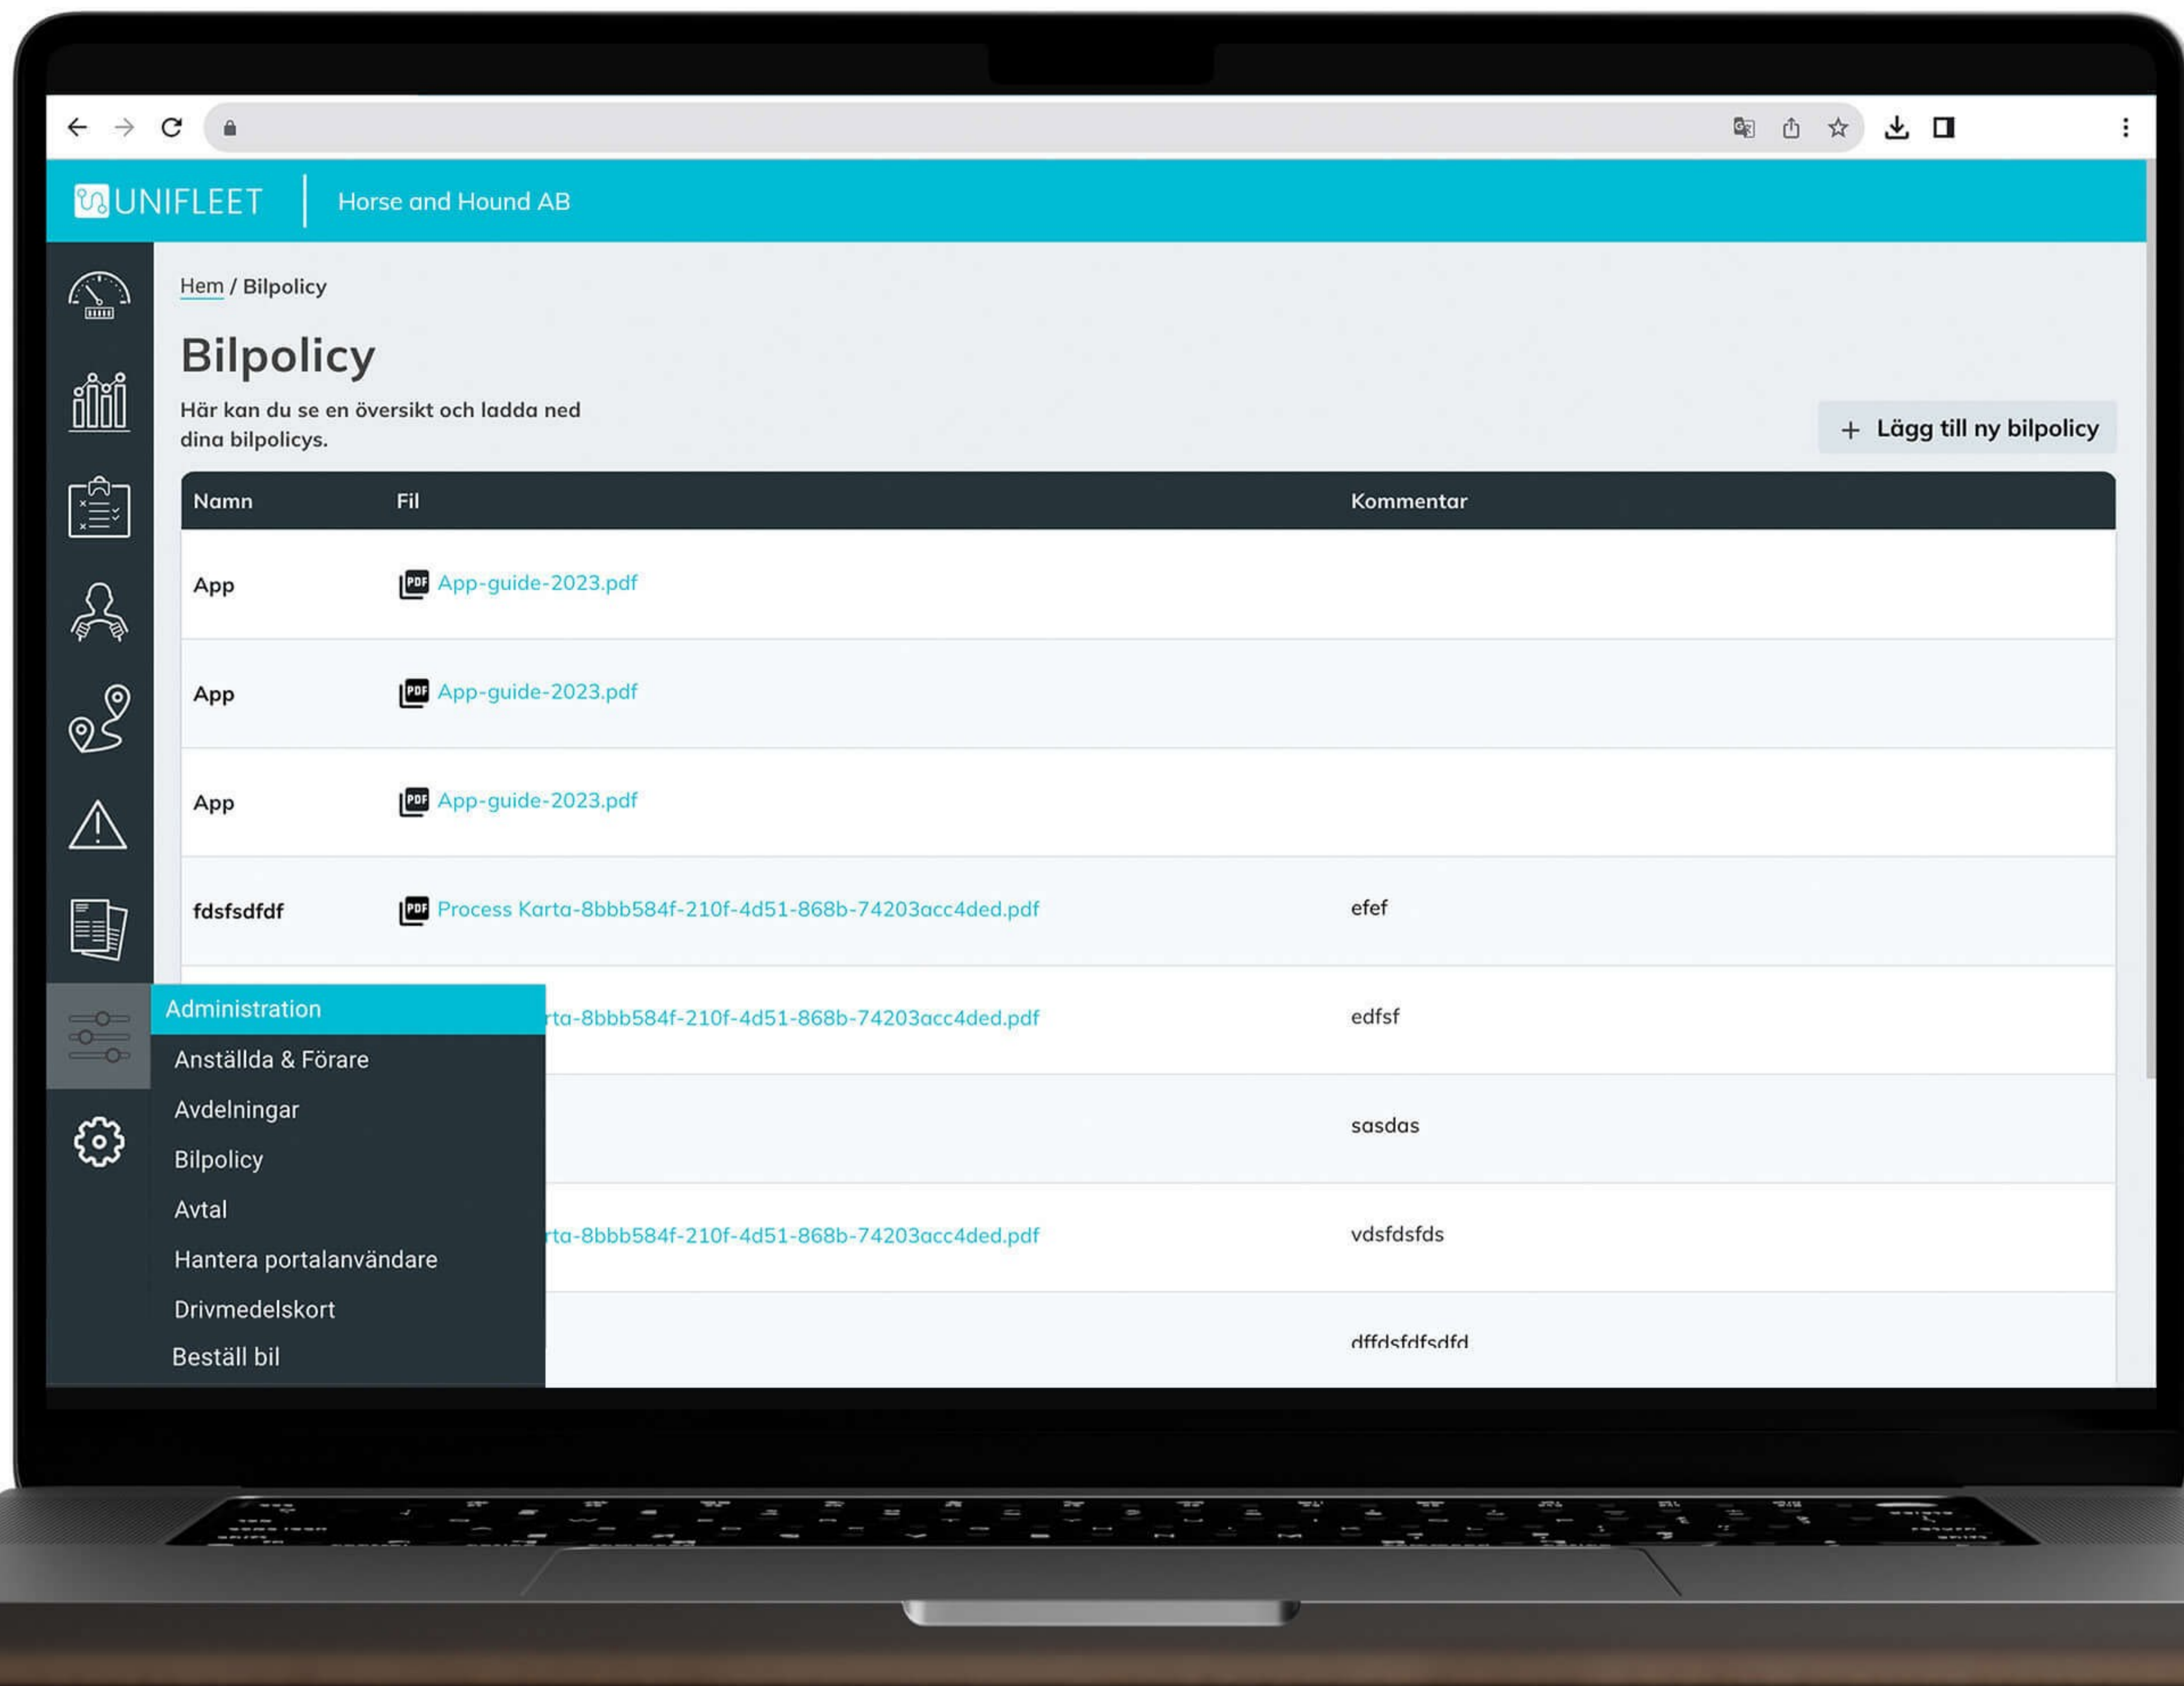 UNIFLEET
Horse and Hound AB
Hem / Bilpolicy
Bilpolicy
Här kan du se en översikt och ladda ned
dina bilpolicys.
+ Lägg till ny bilpolicy
Namn Fil Kommentar
App PDF App-guide-2023.pdf
App PDF App-guide-2023.pdf
App PDF App-guide-2023.pdf
fdsfsdfdf PDF Process Karta-8bbb584f-210f-4d51-868b-74203acc4ded.pdf efef
rta-8bbb584f-210f-4d51-868b-74203acc4ded.pdf edfsf
sasdas
rta-8bbb584f-210f-4d51-868b-74203acc4ded.pdf vdsfdsfds
dffdsfdfsdfd
Administration
Anställda & Förare
Avdelningar
Bilpolicy
Avtal
Hantera portalanvändare
Drivmedelskort
Beställ bil